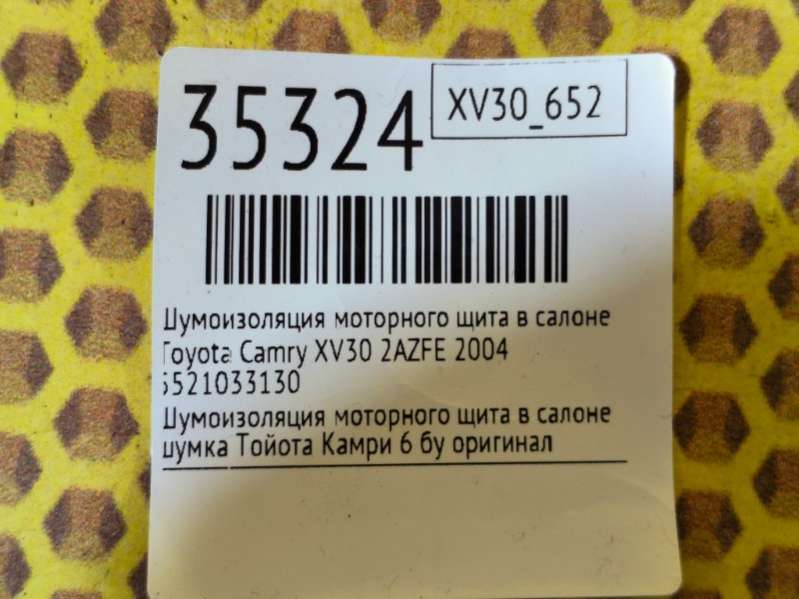 35324
XV30_652
Шумоизоляция моторного щита в салоне
Toyota Camry XV30 2AZFE 2004
5521033130
Шумоизоляция моторного щита в салоне
шумка Тойота Камри 6 бу оригинал